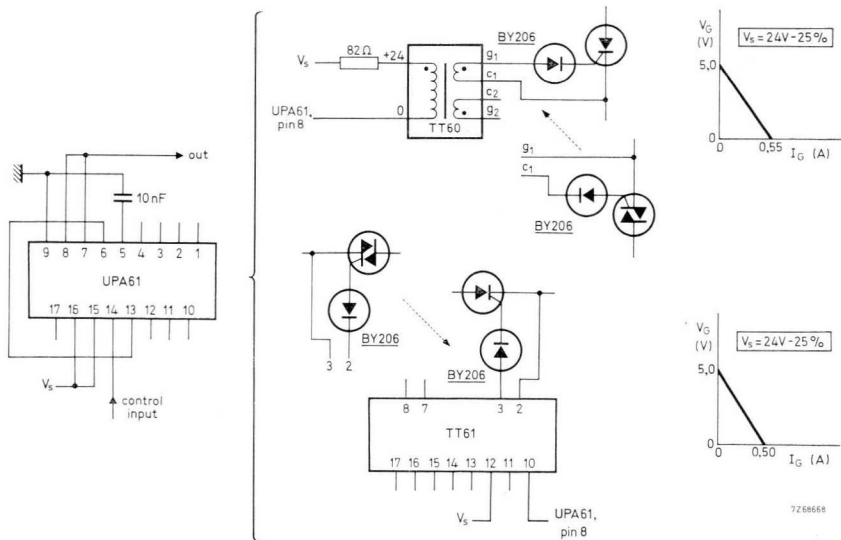 out
10nF
9 8 7 6 5 4 3 2 1
UPA61
17 16 15 14 13 12 11 10
Vs
control
input
Vs
82Ω
+24
UPA61,
pin 8
0
TT60
g1
c1
c2
g2
BY206
g1
c1
BY206
BY206
3 2
BY206
8 7 3 2
TT61
17 16 15 14 13 12 11 10
Vs
UPA61,
pin 8
VG
(V)
Vs = 24V-25%
5,0
0
0 0,55 IG (A)
VG
(V)
Vs = 24V-25%
5,0
0
0 0,50 IG (A)
7Z68668